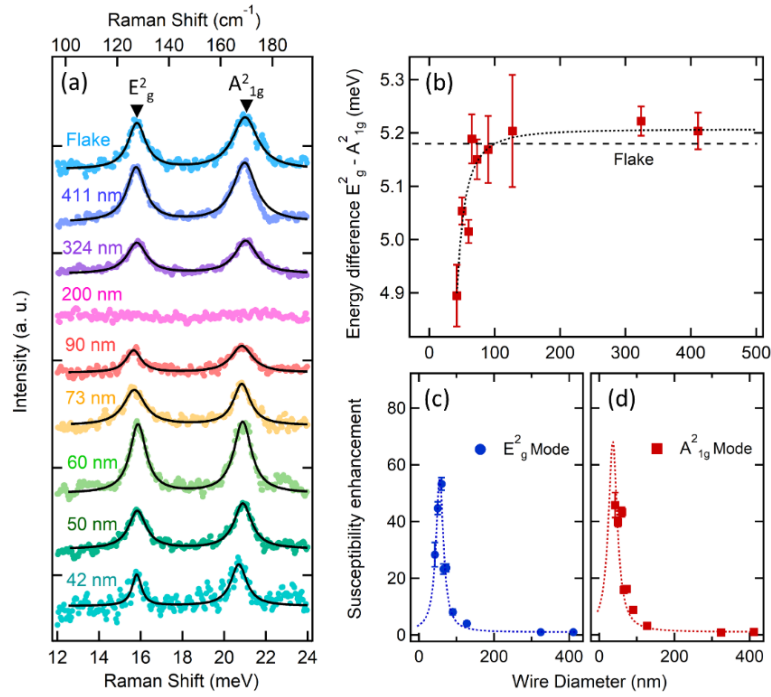 Raman Shift (cm⁻¹)
100 130 160 190
(a)
E²g
A²1g
Flake
411 nm
324 nm
200 nm
90 nm
73 nm
60 nm
50 nm
42 nm
Intensity (a. u.)
12 14 16 18 20 22 24
Raman Shift (meV)
(b)
Energy difference E²g - A²1g (meV)
5.3
5.2
5.1
5.0
4.9
Flake
0 100 200 300 400 500
Susceptibility enhancement
80
60
40
20
0
(c)
E²g Mode
0 200 400
(d)
A²1g Mode
0 200 400
Wire Diameter (nm)